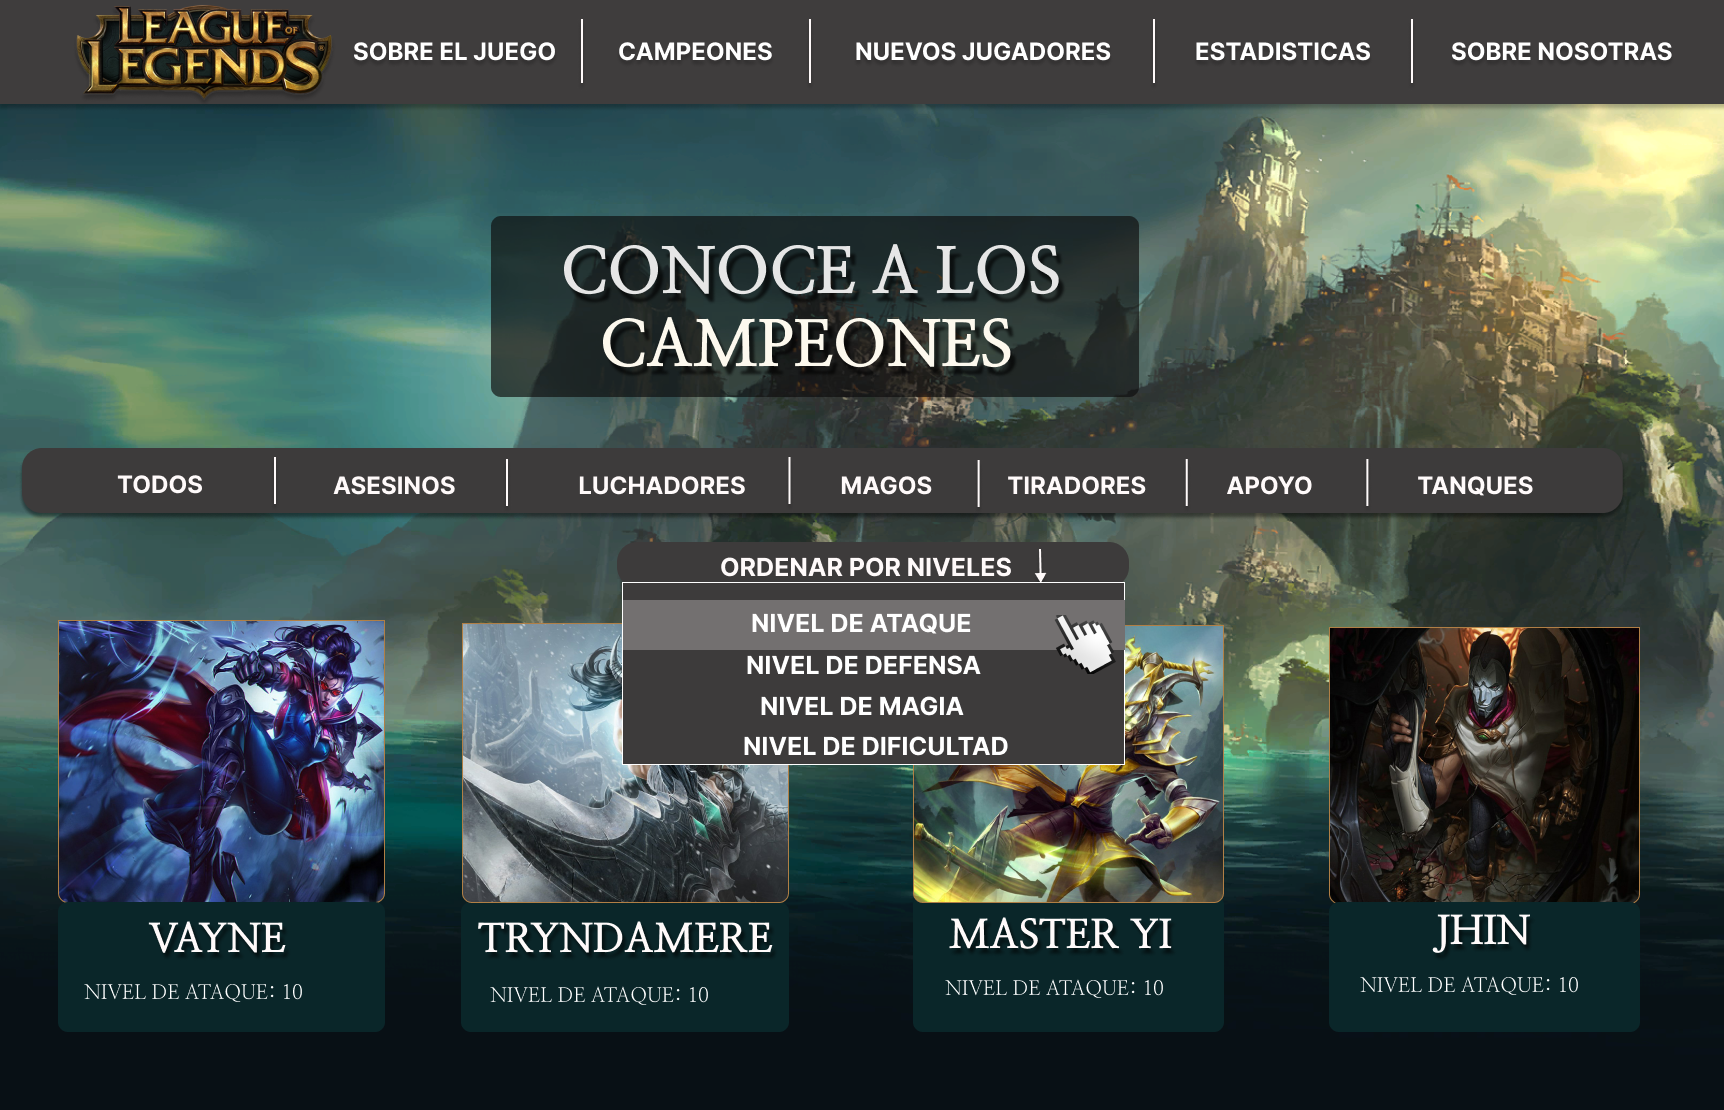 LEAGUE OF LEGENDS
SOBRE EL JUEGO
CAMPEONES
NUEVOS JUGADORES
ESTADISTICAS
SOBRE NOSOTRAS
CONOCE A LOS
CAMPEONES
TODOS
ASESINOS
LUCHADORES
MAGOS
TIRADORES
APOYO
TANQUES
ORDENAR POR NIVELES
NIVEL DE ATAQUE
NIVEL DE DEFENSA
NIVEL DE MAGIA
NIVEL DE DIFICULTAD
VAYNE
NIVEL DE ATAQUE: 10
TRYNDAMERE
NIVEL DE ATAQUE: 10
MASTER YI
NIVEL DE ATAQUE: 10
JHIN
NIVEL DE ATAQUE: 10